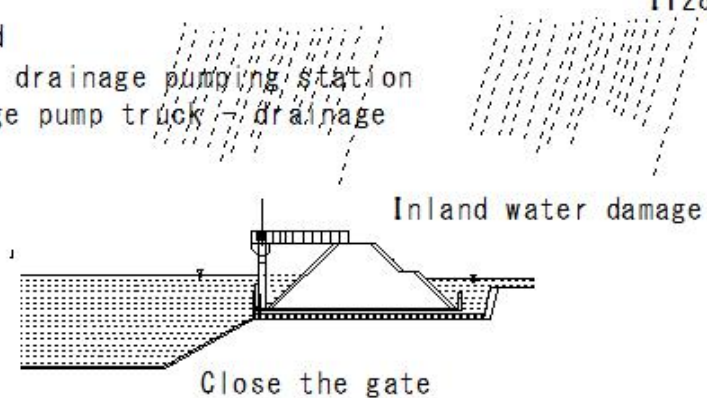 drainage pumping station
pump truck - drainage
Inland water damage
Close the gate